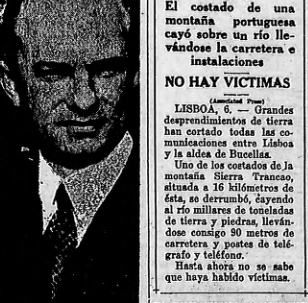 El costado de una
montaña portuguesa
cayó sobre un río lle-
vándose la carretera e
instalaciones
NO HAY VICTIMAS
(Associated Press)
LISBOA, 6. — Grandes
desprendimientos de tierra
han cortado todas las co-
municaciones entre Lisboa
y la aldea de Bucellas.
Uno de los costados de la
montaña Sierra Trancao,
situada a 16 kilómetros de
ésta, se derrumbó, cayendo
al río millares de toneladas
de tierra y piedras, lleván-
dose consigo 90 metros de
carretera y postes de telé-
grafo y teléfono.
Hasta ahora no se sabe
que haya habido víctimas.